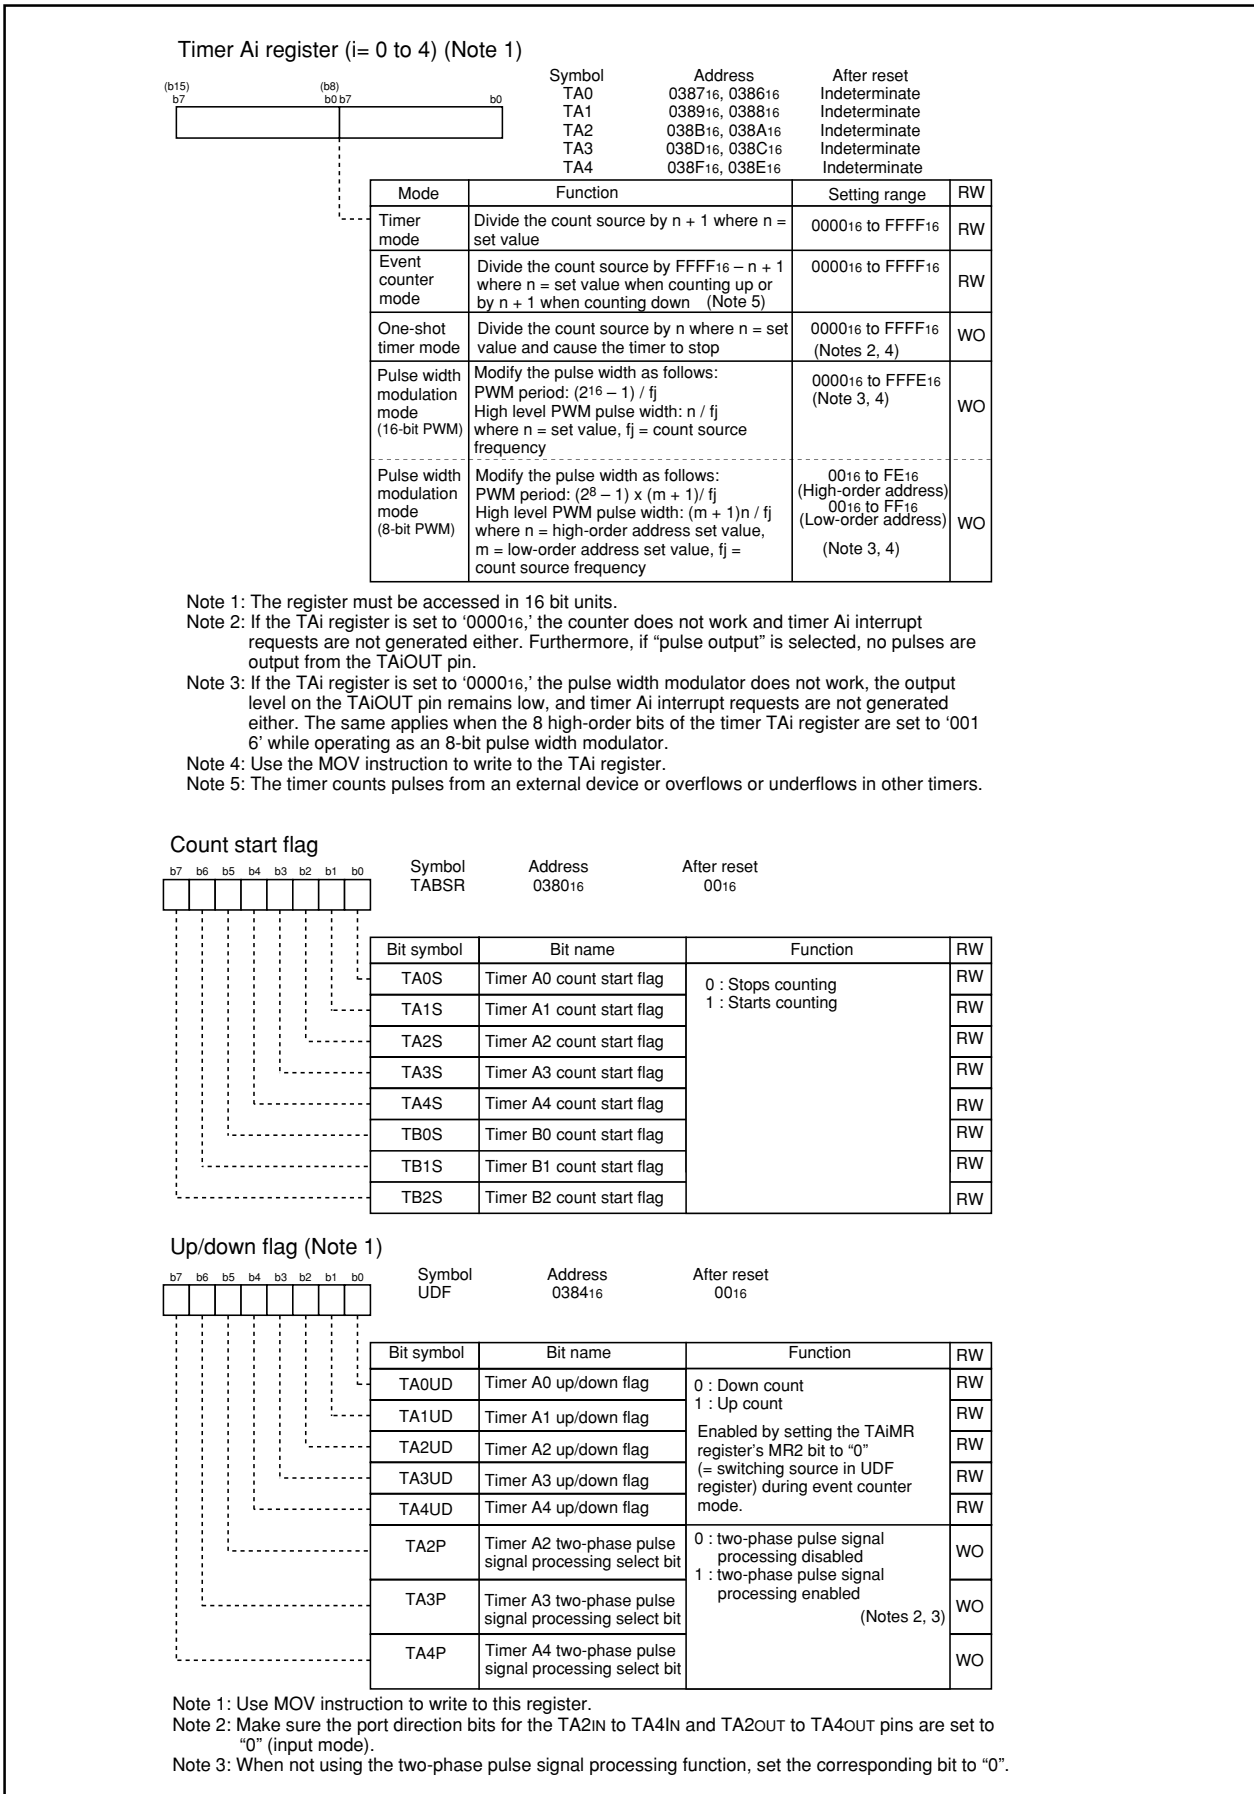 Timer Ai register (i= 0 to 4) (Note 1)
Symbol Address After reset
TA0 038716, 038616 Indeterminate
TA1 038916, 038816 Indeterminate
TA2 038B16, 038A16 Indeterminate
TA3 038D16, 038C16 Indeterminate
TA4 038F16, 038E16 Indeterminate
(b15) (b8)
b7 b0 b7 b0
Mode Function Setting range RW
Timer mode Divide the count source by n + 1 where n = set value 000016 to FFFF16 RW
Event counter mode Divide the count source by FFFF16 – n + 1 where n = set value when counting up or by n + 1 when counting down (Note 5) 000016 to FFFF16 RW
One-shot timer mode Divide the count source by n where n = set value and cause the timer to stop 000016 to FFFF16 (Notes 2, 4) WO
Pulse width modulation mode (16-bit PWM) Modify the pulse width as follows:
PWM period: (216 – 1) / fj
High level PWM pulse width: n / fj
where n = set value, fj = count source frequency
000016 to FFFE16 (Note 3, 4) WO
Pulse width modulation mode (8-bit PWM) Modify the pulse width as follows:
PWM period: (28 – 1) x (m + 1)/ fj
High level PWM pulse width: (m + 1)n / fj
where n = high-order address set value,
m = low-order address set value, fj =
count source frequency
0016 to FE16
(High-order address)
0016 to FF16
(Low-order address)
(Note 3, 4) WO
Note 1: The register must be accessed in 16 bit units.
Note 2: If the TAi register is set to ‘000016,’ the counter does not work and timer Ai interrupt
requests are not generated either. Furthermore, if “pulse output” is selected, no pulses are
output from the TAiOUT pin.
Note 3: If the TAi register is set to ‘000016,’ the pulse width modulator does not work, the output
level on the TAiOUT pin remains low, and timer Ai interrupt requests are not generated
either. The same applies when the 8 high-order bits of the timer TAi register are set to ‘001
6’ while operating as an 8-bit pulse width modulator.
Note 4: Use the MOV instruction to write to the TAi register.
Note 5: The timer counts pulses from an external device or overflows or underflows in other timers.
Count start flag
b7 b6 b5 b4 b3 b2 b1 b0
Symbol Address After reset
TABSR 038016 0016
Bit symbol Bit name Function RW
TA0S Timer A0 count start flag 0 : Stops counting RW
1 : Starts counting
TA1S Timer A1 count start flag RW
TA2S Timer A2 count start flag RW
TA3S Timer A3 count start flag RW
TA4S Timer A4 count start flag RW
TB0S Timer B0 count start flag RW
TB1S Timer B1 count start flag RW
TB2S Timer B2 count start flag RW
Up/down flag (Note 1)
b7 b6 b5 b4 b3 b2 b1 b0
Symbol Address After reset
UDF 038416 0016
Bit symbol Bit name Function RW
TA0UD Timer A0 up/down flag RW
TA1UD Timer A1 up/down flag RW
TA2UD Timer A2 up/down flag RW
TA3UD Timer A3 up/down flag RW
TA4UD Timer A4 up/down flag RW
0 : Down count
1 : Up count
Enabled by setting the TAiMR
register’s MR2 bit to “0”
(= switching source in UDF
register) during event counter
mode.
TA2P Timer A2 two-phase pulse signal processing select bit WO
TA3P Timer A3 two-phase pulse signal processing select bit WO
TA4P Timer A4 two-phase pulse signal processing select bit WO
0 : two-phase pulse signal
processing disabled
1 : two-phase pulse signal
processing enabled
(Notes 2, 3)
Note 1: Use MOV instruction to write to this register.
Note 2: Make sure the port direction bits for the TA2IN to TA4IN and TA2OUT to TA4OUT pins are set to
“0” (input mode).
Note 3: When not using the two-phase pulse signal processing function, set the corresponding bit to “0”.